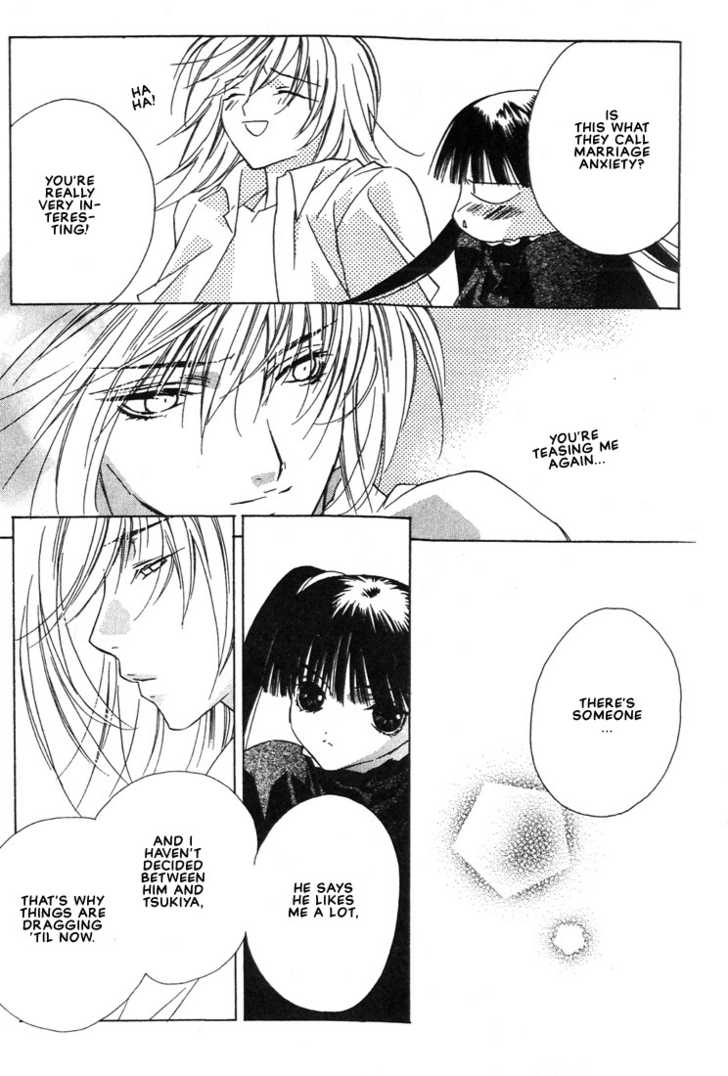 IS
THIS WHAT
THEY CALL
MARRIAGE
ANXIETY?
HA
HA!
YOU'RE
REALLY
VERY IN-
TERES-
TING!
YOU'RE
TEASING ME
AGAIN...
THERE'S
SOMEONE
...
HE SAYS
HE LIKES
ME A LOT,
AND I
HAVEN'T
DECIDED
BETWEEN
HIM AND
TSUKIYA,
THAT'S WHY
THINGS ARE
DRAGGING
'TIL NOW.